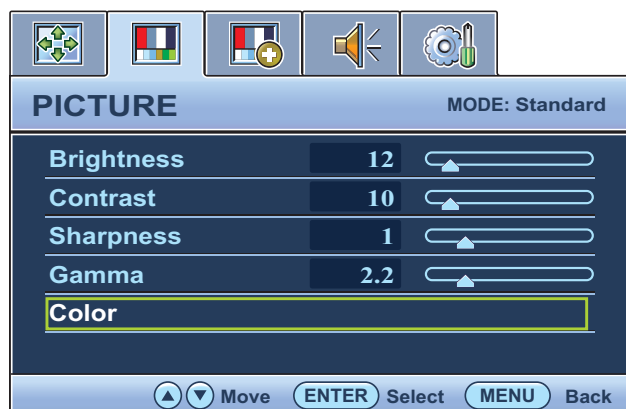 PICTURE MODE: Standard
Brightness 12
Contrast 10
Sharpness 1
Gamma 2.2
Color
Move ENTER Select MENU Back